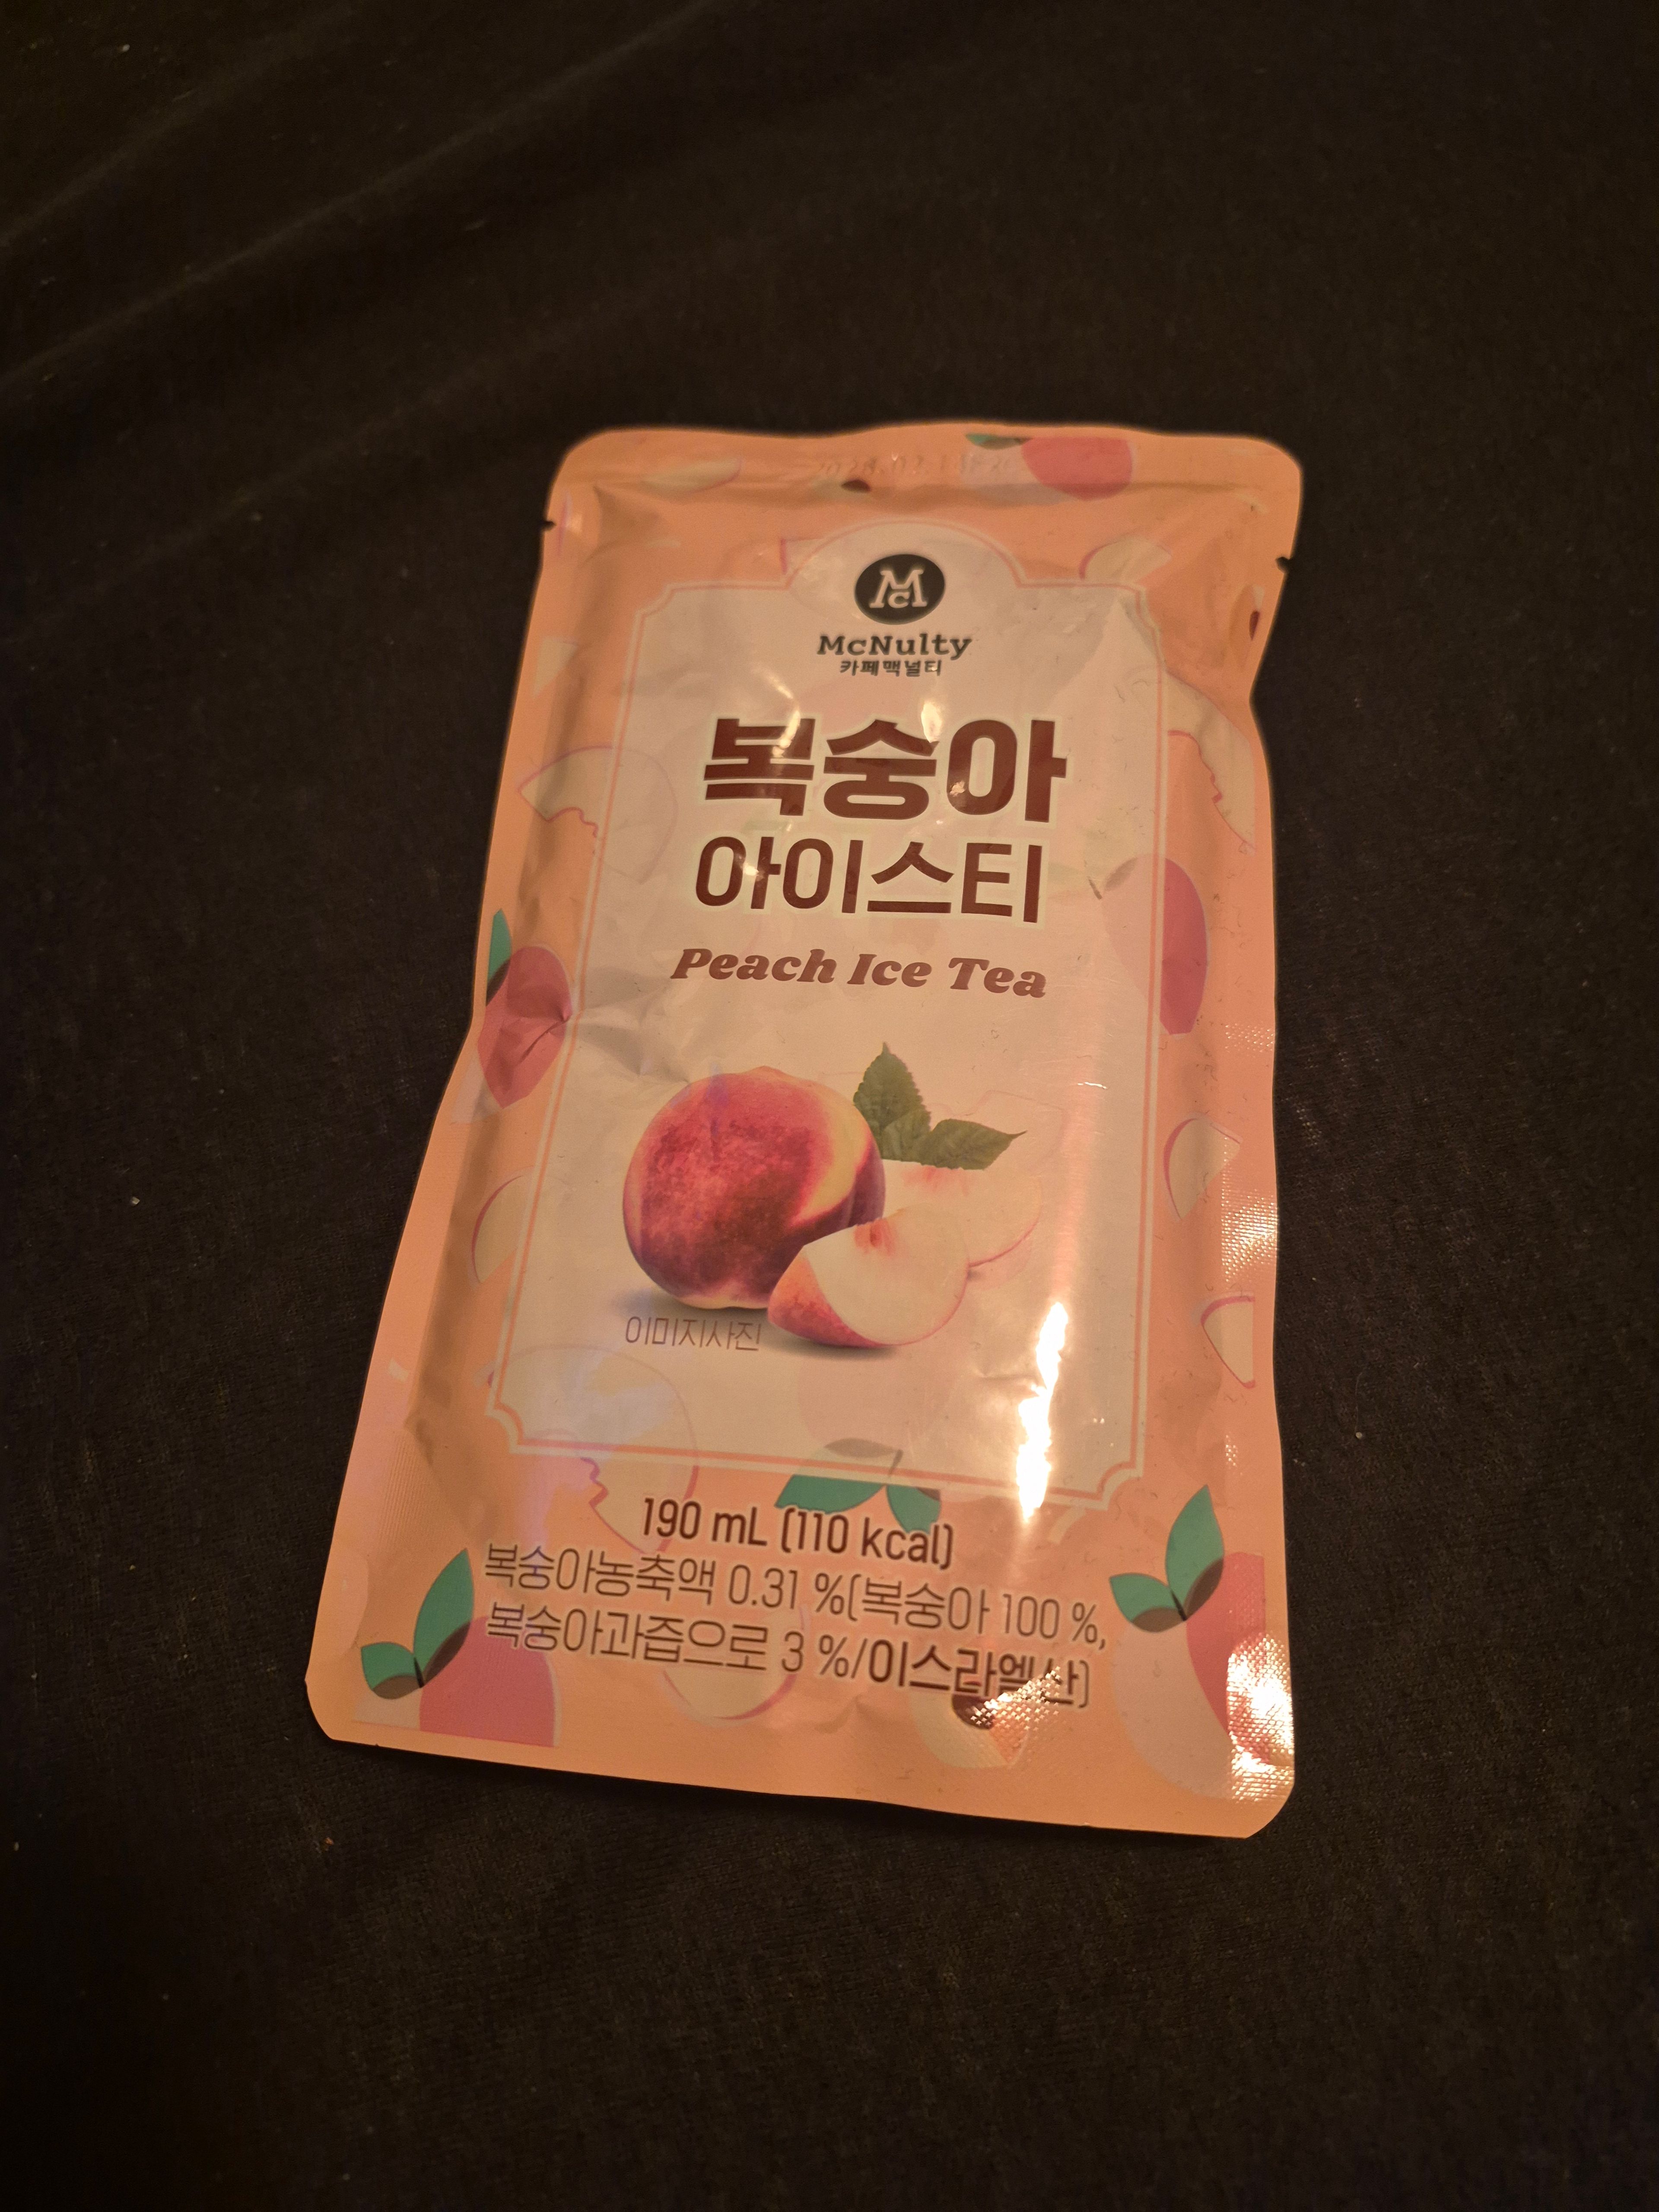 Mc
McNulty
카페맥널티
복숭아
아이스티
Peach Ice Tea
이미지사진
190 mL (110 kcal)
복숭아농축액 0.31 %(복숭아 100 %,
복숭아과즙으로 3 %/이스라엘산)